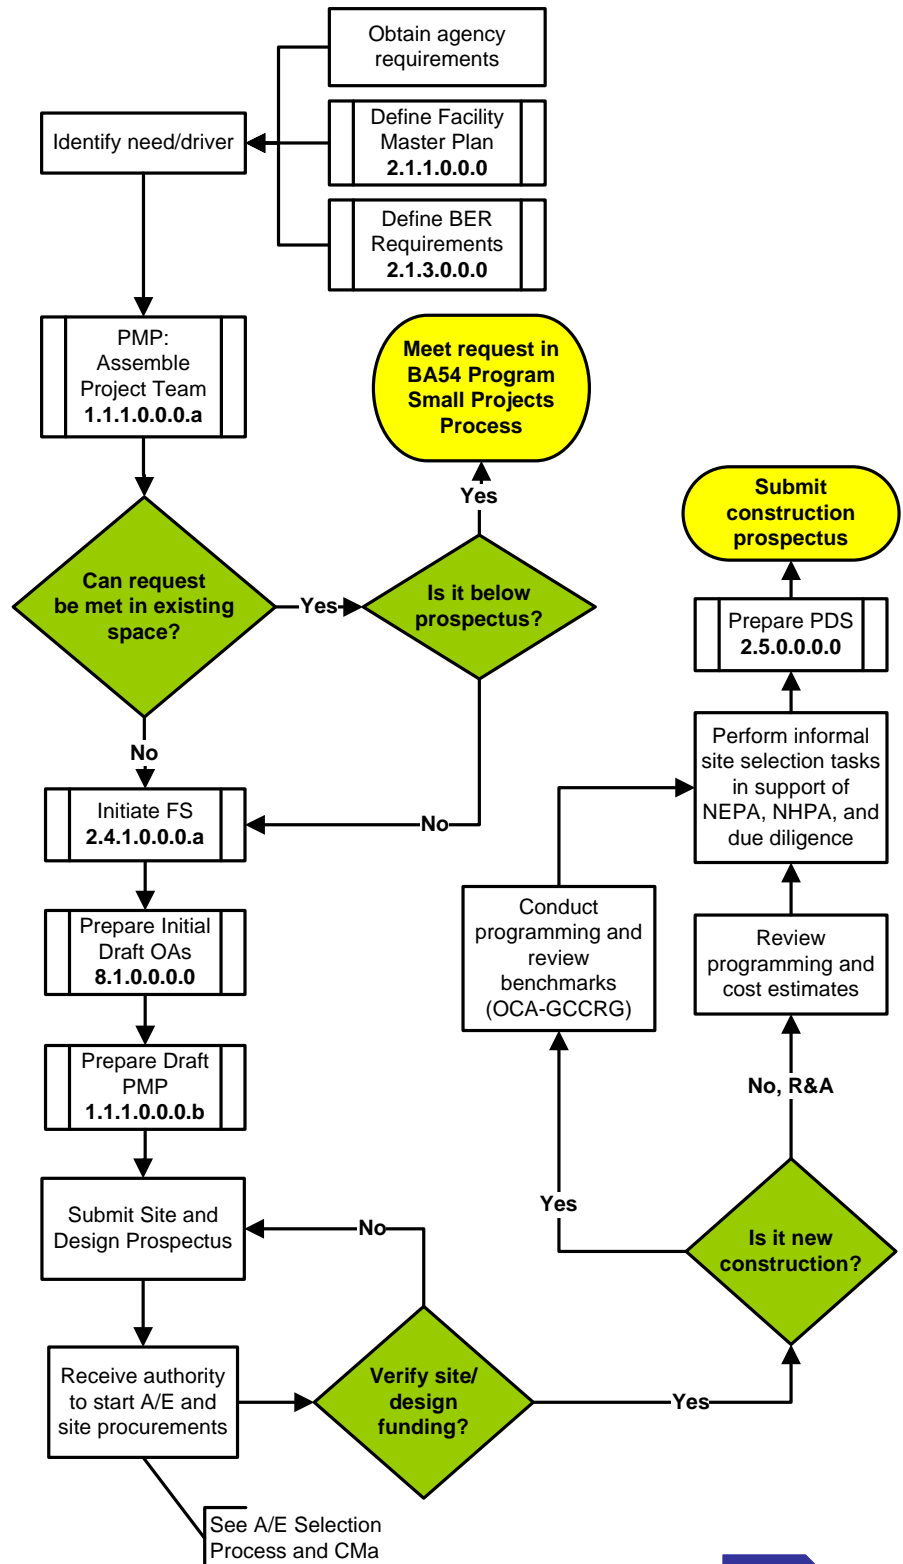 Obtain agency
requirements
Identify need/driver
Define Facility
Master Plan
2.1.1.0.0.0
Define BER
Requirements
2.1.3.0.0.0
PMP:
Assemble
Project Team
1.1.1.0.0.0.a
Meet request in
BA54 Program
Small Projects
Process
Yes
Can request
be met in existing
space?
Yes
Is it below
prospectus?
No
No
Initiate FS
2.4.1.0.0.0.a
Prepare Initial
Draft OAs
8.1.0.0.0.0
Prepare Draft
PMP
1.1.1.0.0.0.b
Submit Site and
Design Prospectus
No
Receive authority
to start A/E and
site procurements
Verify site/
design
funding?
Yes
See A/E Selection
Process and CMa
Submit
construction
prospectus
Prepare PDS
2.5.0.0.0.0
Perform informal
site selection tasks
in support of
NEPA, NHPA, and
due diligence
Conduct
programming and
review
benchmarks
(OCA-GCCRG)
Review
programming and
cost estimates
No, R&A
Yes
Is it new
construction?